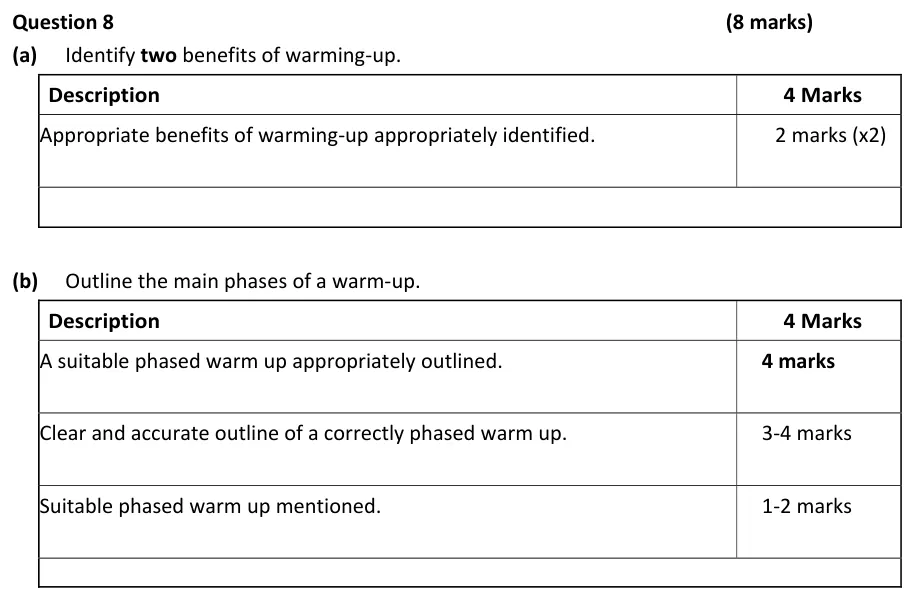 Question 8 (8 marks)
(a) Identify two benefits of warming-up.
Description 4 Marks
Appropriate benefits of warming-up appropriately identified. 2 marks (x2)
(b) Outline the main phases of a warm-up.
Description 4 Marks
A suitable phased warm up appropriately outlined. 4 marks
Clear and accurate outline of a correctly phased warm up. 3-4 marks
Suitable phased warm up mentioned. 1-2 marks